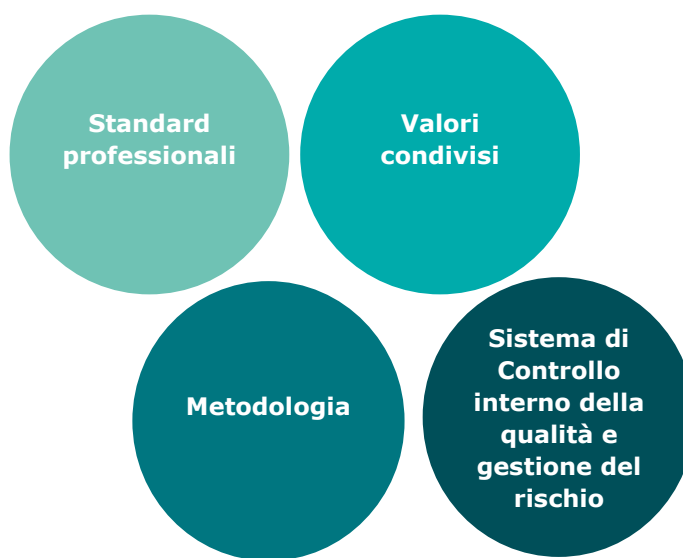 Standard
professionali
Valori
condivisi
Metodologia
Sistema di
Controllo
interno della
qualità e
gestione del
rischio